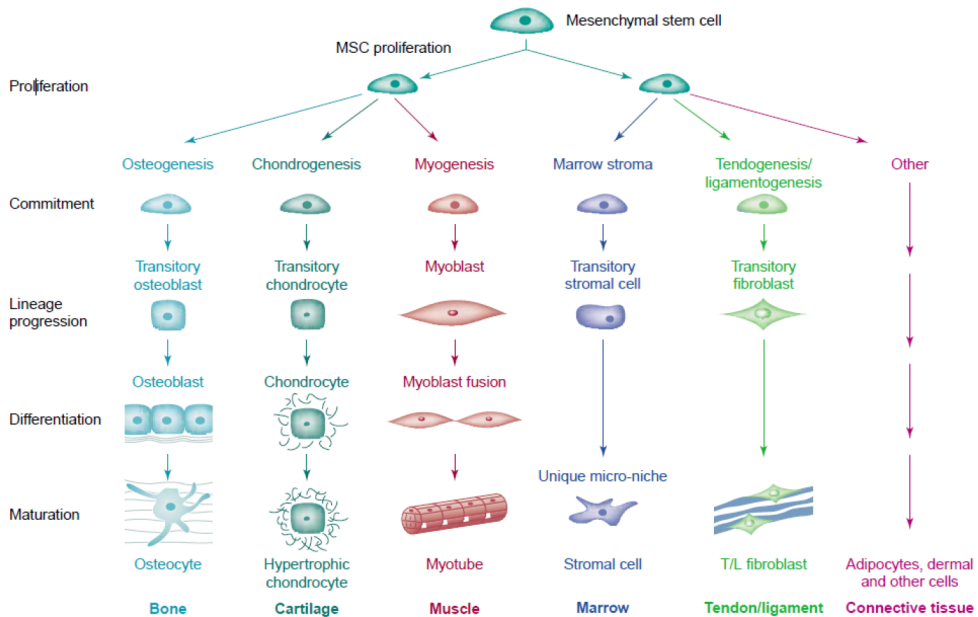 Mesenchymal stem cell
MSC proliferation
Proliferation
Osteogenesis
Chondrogenesis
Myogenesis
Marrow stroma
Tendogenesis/
ligamentogenesis
Other
Commitment
Transitory
osteoblast
Transitory
chondrocyte
Myoblast
Transitory
stromal cell
Transitory
fibroblast
Lineage
progression
Osteoblast
Chondrocyte
Myoblast fusion
Differentiation
Unique micro-niche
Maturation
Osteocyte
Hypertrophic
chondrocyte
Myotube
Stromal cell
T/L fibroblast
Adipocytes, dermal
and other cells
Bone
Cartilage
Muscle
Marrow
Tendon/ligament
Connective tissue